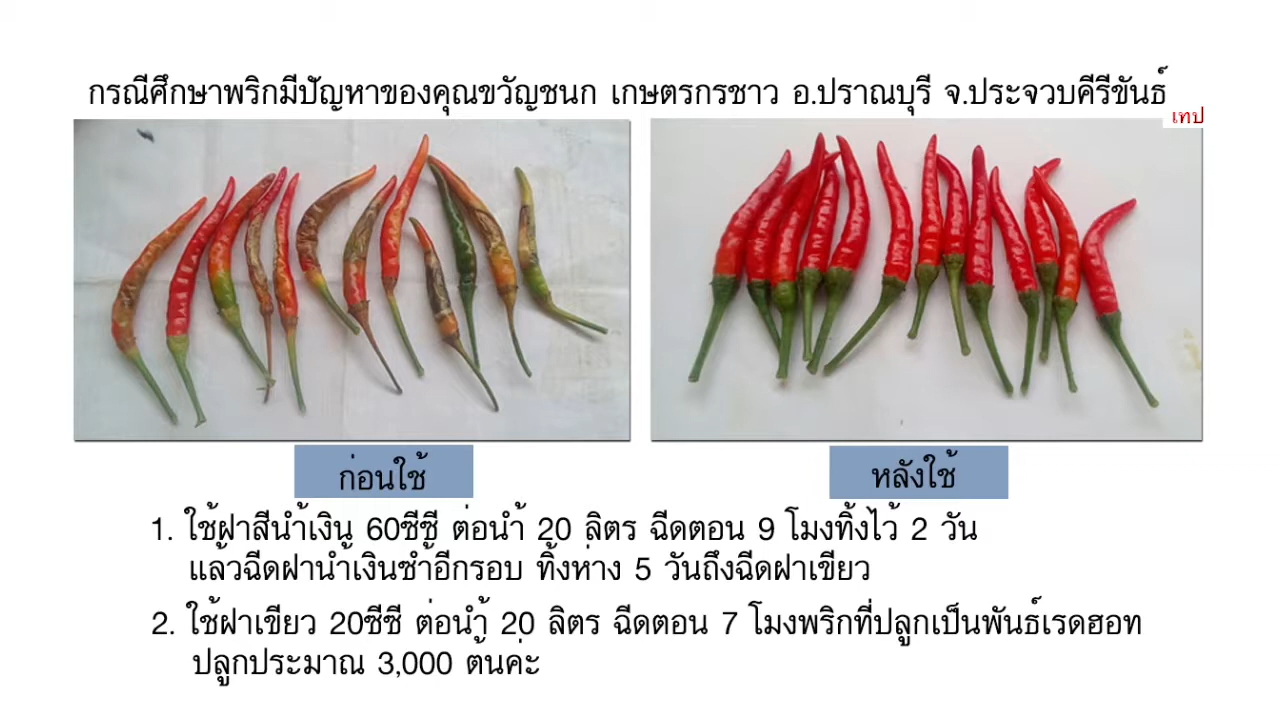 กรณีศึกษาพริกมีปัญหาของคุณขวัญชนก เกษตรกรชาว อ.ปราณบุรี จ.ประจวบคีรีขันธ์
เทป
ก่อนใช้
หลังใช้
1. ใช้ฝาสีน้ำเงิน 60ซีซี ต่อน้ำ 20 ลิตร ฉีดตอน 9 โมงทิ้งไว้ 2 วัน
แล้วฉีดฝาน้ำเงินซ้ำอีกรอบ ทิ้งห่าง 5 วันถึงฉีดฝาเขียว
2. ใช้ฝาเขียว 20ซีซี ต่อน้ำ 20 ลิตร ฉีดตอน 7 โมงพริกที่ปลูกเป็นพันธ์เรดฮอท
ปลูกประมาณ 3,000 ต้นค่ะ